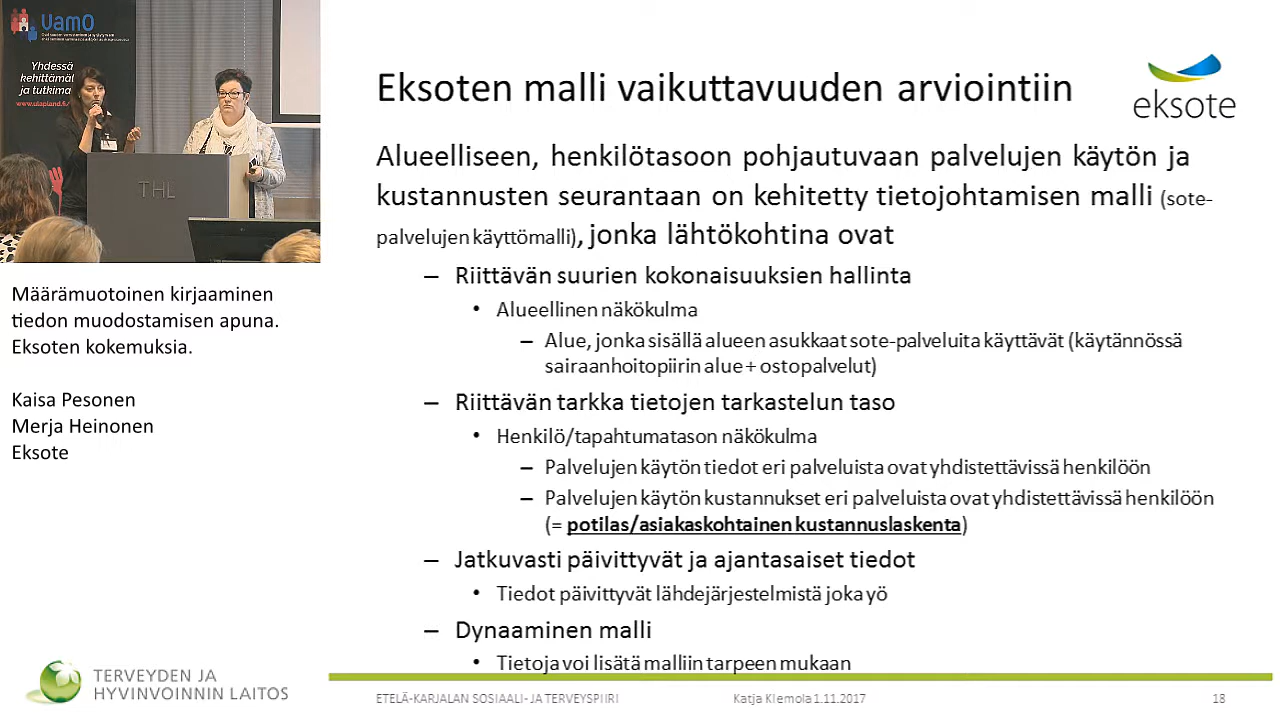 VamO
Yhdessä
kehittämäl
ja tutkima
www.ulapland.fi/
THL
Määrämuotoinen kirjaaminen
tiedon muodostamisen apuna.
Eksoten kokemuksia.
Kaisa Pesonen
Merja Heinonen
Eksote
TERVEYDEN JA
HYVINVOINNIN LAITOS
Eksoten malli vaikuttavuuden arviointiin
eksote
Alueelliseen, henkilötasoon pohjautuvaan palvelujen käytön ja
kustannusten seurantaan on kehitetty tietojohtamisen malli (sote-
palvelujen käyttömalli), jonka lähtökohtina ovat
– Riittävän suurien kokonaisuuksien hallinta
• Alueellinen näkökulma
– Alue, jonka sisällä alueen asukkaat sote-palveluita käyttävät (käytännössä
sairaanhoitopiirin alue + ostopalvelut)
– Riittävän tarkka tietojen tarkastelun taso
• Henkilö/tapahtumatason näkökulma
– Palvelujen käytön tiedot eri palveluista ovat yhdistettävissä henkilöön
– Palvelujen käytön kustannukset eri palveluista ovat yhdistettävissä henkilöön
(= potilas/asiakaskohtainen kustannuslaskenta)
– Jatkuvasti päivittyvät ja ajantasaiset tiedot
• Tiedot päivittyvät lähdejärjestelmistä joka yö
– Dynaaminen malli
• Tietoja voi lisätä malliin tarpeen mukaan
ETELÄ-KARJALAN SOSIAALI- JA TERVEYSPIIRI
Katja Klemola 1.11.2017
18